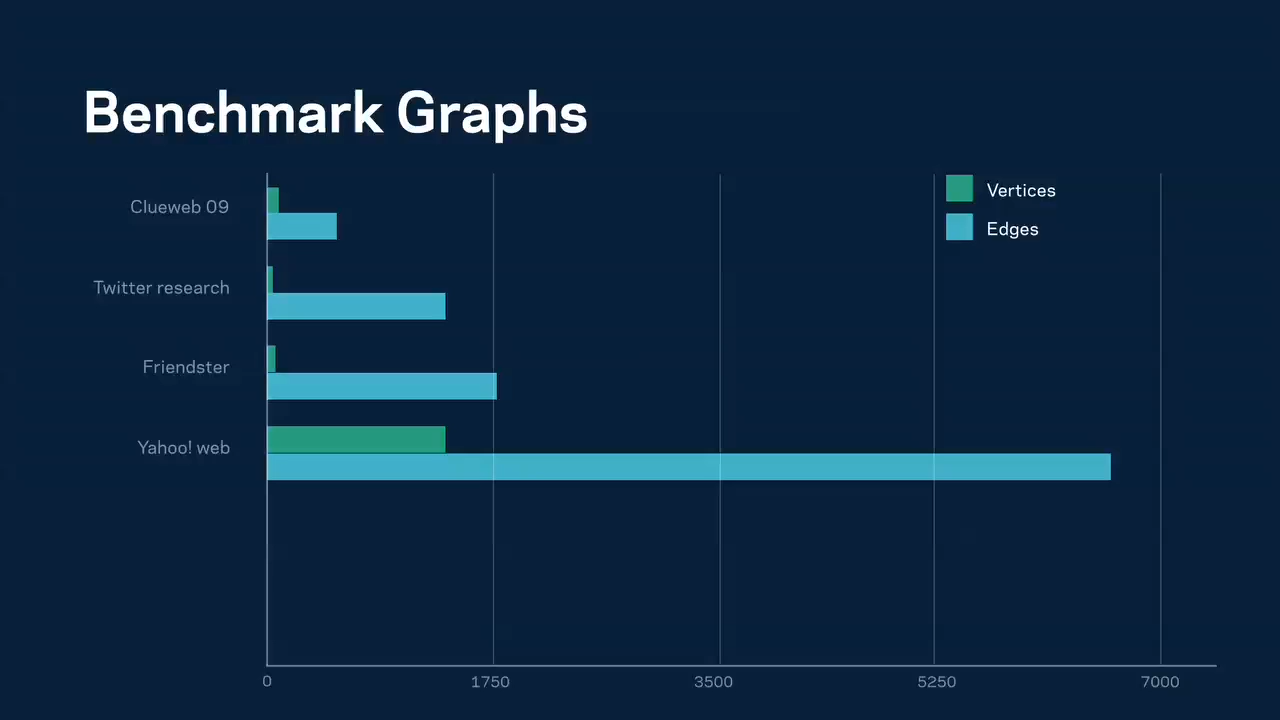 Benchmark Graphs
Clueweb 09
Twitter research
Friendster
Yahoo! web
Vertices
Edges
0
1750
3500
5250
7000